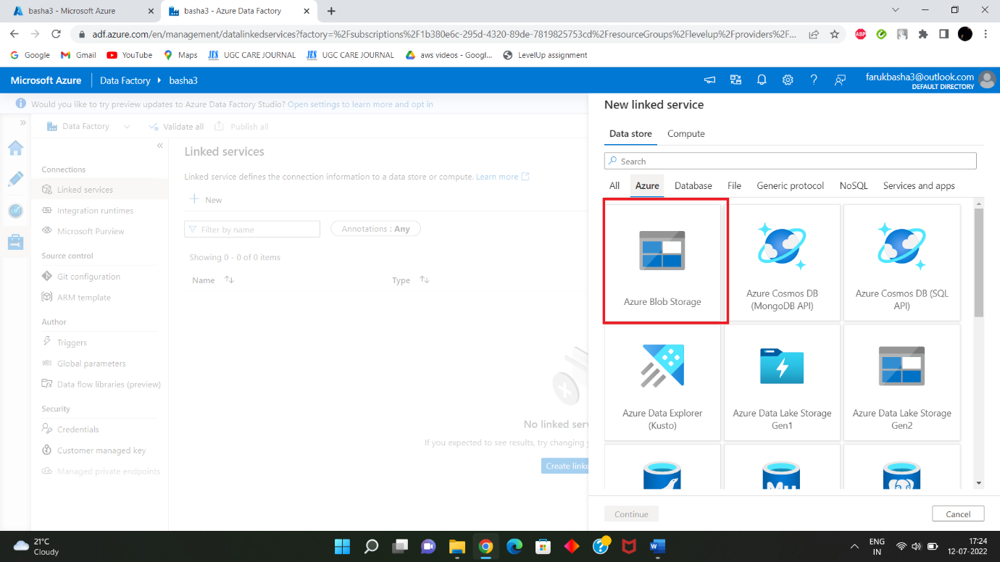 basha3 - Microsoft Azure
basha3 - Azure Data Factory
adf.azure.com/en/management/datalinkedservices?factory=%2Fsubscriptions%2F1b380e6c-295d-4320-89de-7819825753cd%2FresourceGroups%2Flevelup%2Fproviders%2F...
ABP
Google
Gmail
YouTube
Maps
JES UGC CARE JOURNAL
JES UGC CARE JOURNAL
aws videos - Googl...
LevelUp assignment
Microsoft Azure
Data Factory
basha3
farukbasha3@outlook.com
DEFAULT DIRECTORY
Would you like to try preview updates to Azure Data Factory Studio? Open settings to learn more and opt in
Data Factory
Validate all
Publish all
Connections
Linked services
Integration runtimes
Microsoft Purview
Source control
Git configuration
ARM template
Author
Triggers
Global parameters
Data flow libraries (preview)
Security
Credentials
Customer managed key
Managed private endpoints
Linked services
Linked service defines the connection information to a data store or compute. Learn more
New
Filter by name
Annotations : Any
Showing 0 - 0 of 0 items
Name
Type
No linked serv
If you expected to see results, try changing y
Create linke
New linked service
Data store
Compute
Search
All
Azure
Database
File
Generic protocol
NoSQL
Services and apps
Azure Blob Storage
Azure Cosmos DB
(MongoDB API)
Azure Cosmos DB (SQL
API)
Azure Data Explorer
(Kusto)
Azure Data Lake Storage
Gen1
Azure Data Lake Storage
Gen2
My
Continue
Cancel
21°C
Cloudy
ENG
IN
17:24
12-07-2022